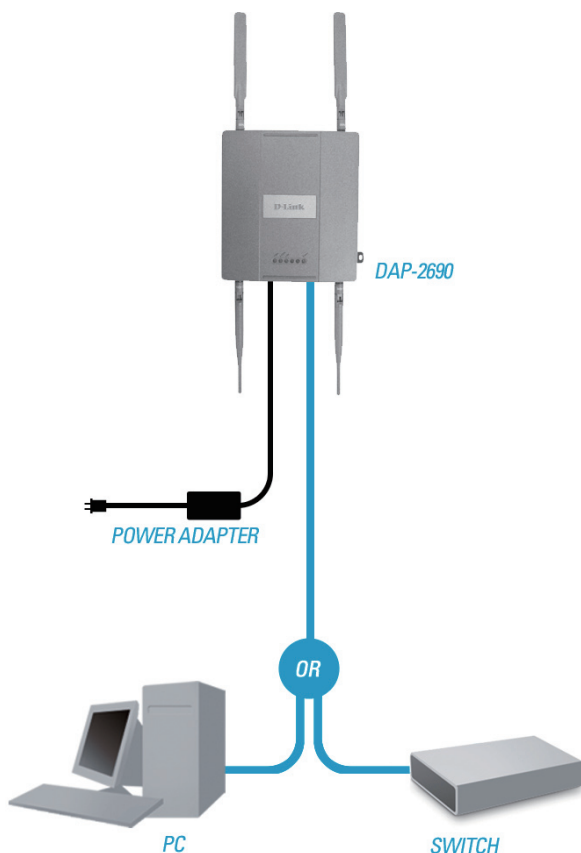 D-Link
DAP-2690
POWER ADAPTER
OR
PC
SWITCH